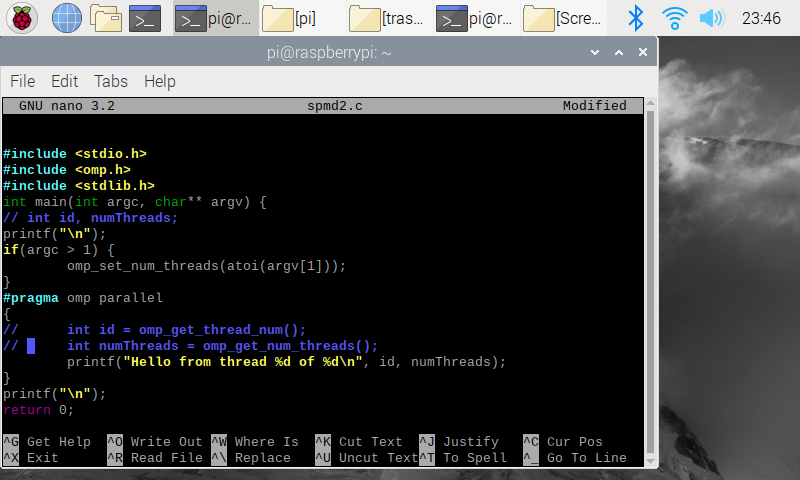 pi@r... [pi] [tras... pi@r... [Scre... 23:46
pi@raspberrypi: ~
File Edit Tabs Help
GNU nano 3.2 spmd2.c Modified
#include <stdio.h>
#include <omp.h>
#include <stdlib.h>
int main(int argc, char** argv) {
// int id, numThreads;
printf("\n");
if(argc > 1) {
omp_set_num_threads(atoi(argv[1]));
}
#pragma omp parallel
{
// int id = omp_get_thread_num();
// int numThreads = omp_get_num_threads();
printf("Hello from thread %d of %d\n", id, numThreads);
}
printf("\n");
return 0;
^G Get Help ^O Write Out ^W Where Is ^K Cut Text ^J Justify ^C Cur Pos
^X Exit ^R Read File ^\ Replace ^U Uncut Text ^T To Spell ^_ Go To Line